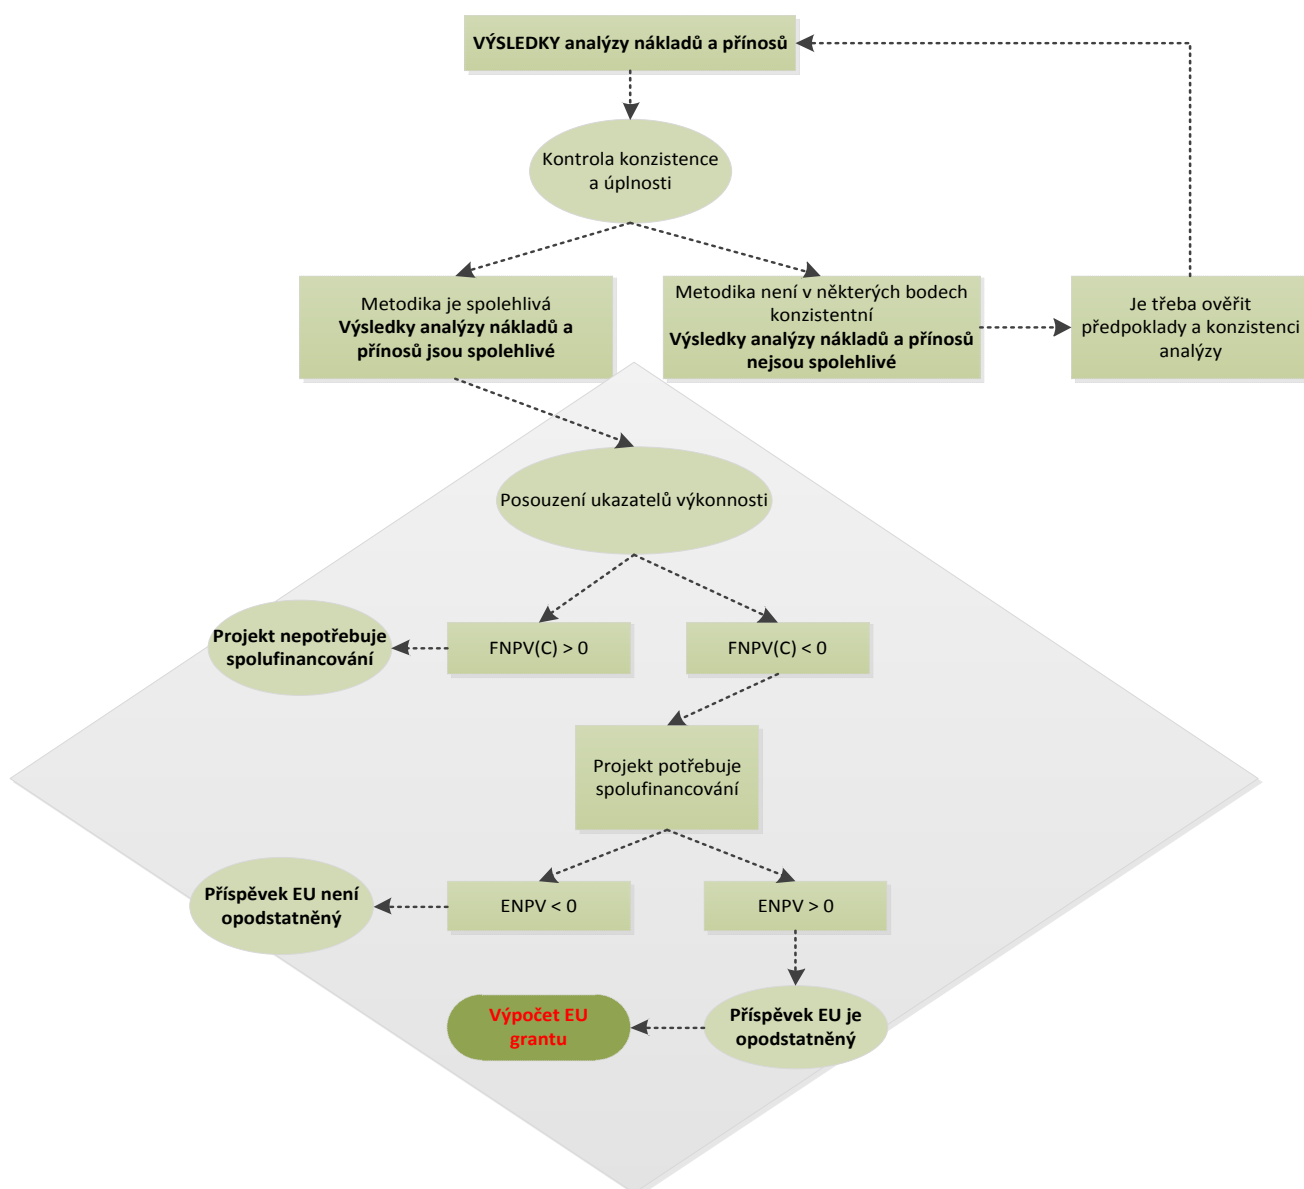 VÝSLEDKY analýzy nákladů a přínosů
Kontrola konzistence
a úplnosti
Metodika je spolehlivá
Výsledky analýzy nákladů a
přínosů jsou spolehlivé
Metodika není v některých bodech
konzistentní
Výsledky analýzy nákladů a přínosů
nejsou spolehlivé
Je třeba ověřit
předpoklady a konzistenci
analýzy
Posouzení ukazatelů výkonnosti
Projekt nepotřebuje
spolufinancování
FNPV(C) > 0
FNPV(C) < 0
Projekt potřebuje
spolufinancování
Příspěvek EU není
opodstatněný
ENPV < 0
ENPV > 0
Výpočet EU
grantu
Příspěvek EU je
opodstatněný